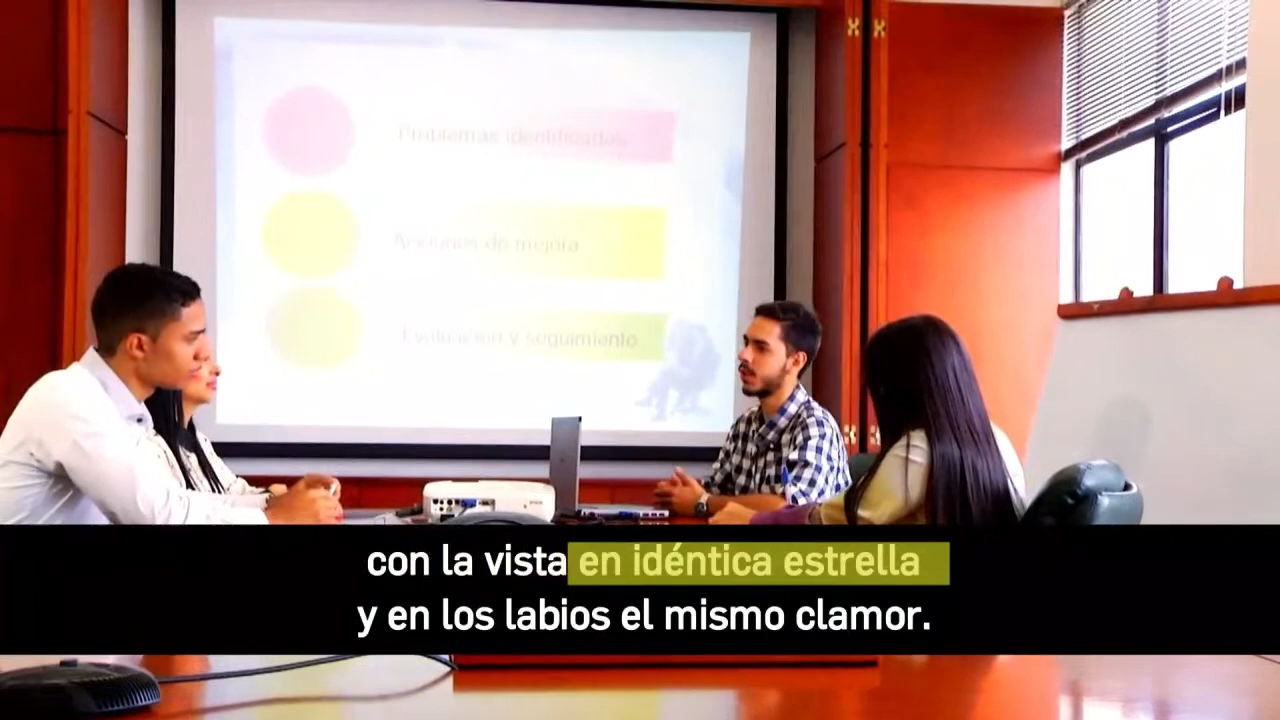 Problemas identificados
Acciones de mejora
Evaluación y seguimiento
con la vista en idéntica estrella
y en los labios el mismo clamor.